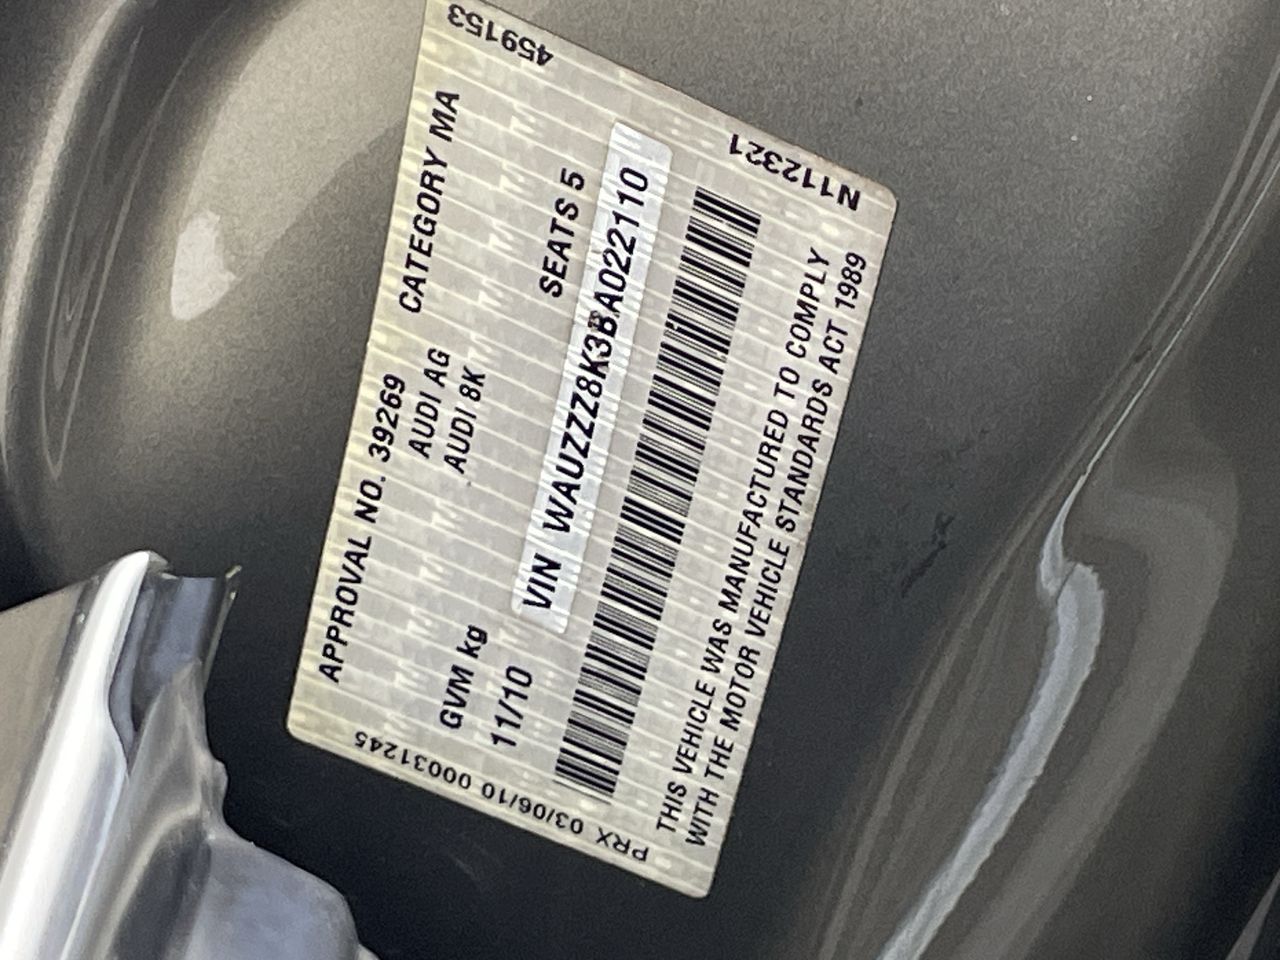 459153
APPROVAL NO. 39269 CATEGORY MA
AUDI AG
AUDI 8K
GVM kg SEATS 5
11/10
VIN WAUZZZ8K3BA022110
THIS VEHICLE WAS MANUFACTURED TO COMPLY
WITH THE MOTOR VEHICLE STANDARDS ACT 1989
PRX 03/06/10 00031245
N112321